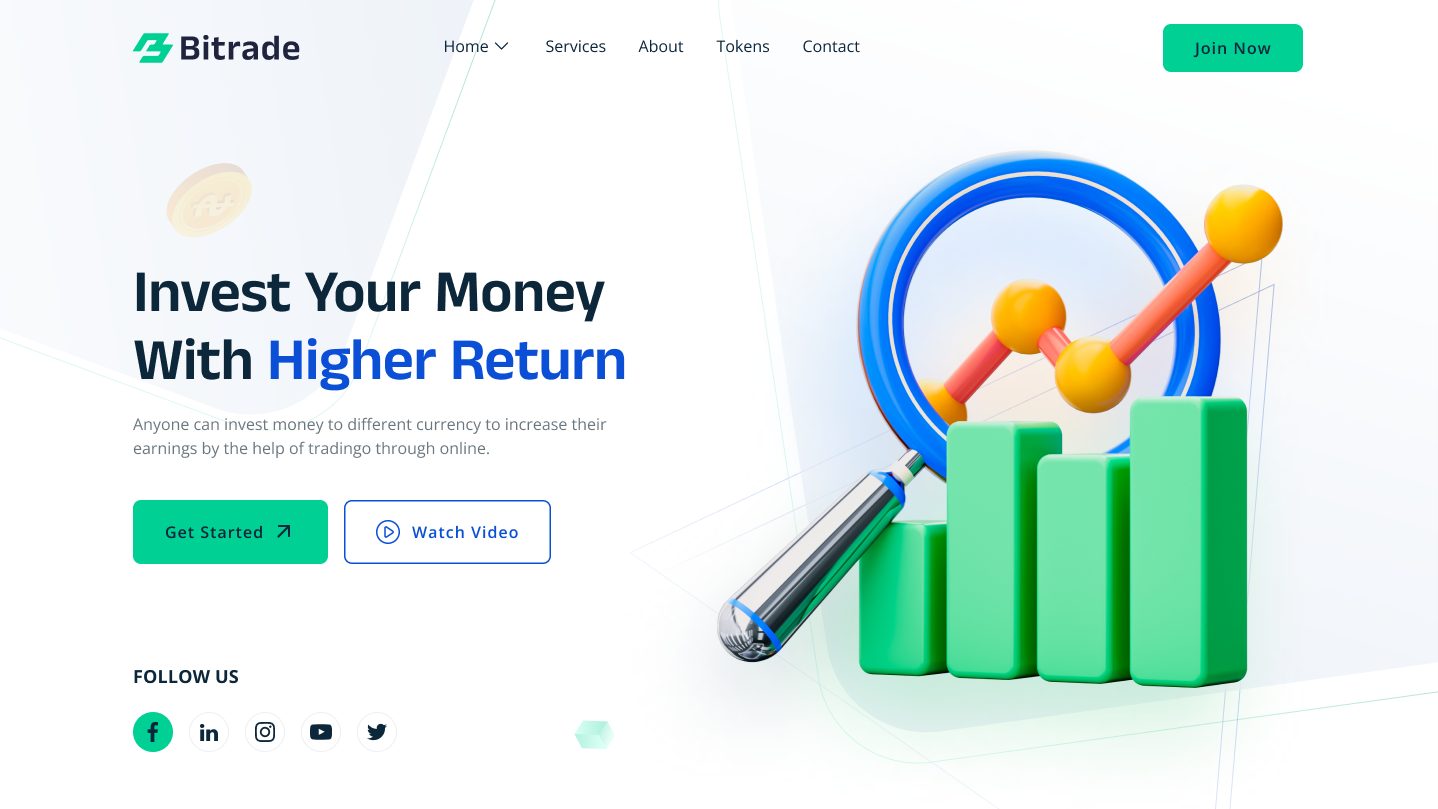 Bitrade
Home Services About Tokens Contact
Join Now
Invest Your Money
With Higher Return
Anyone can invest money to different currency to increase their
earnings by the help of tradingo through online.
Get Started
Watch Video
FOLLOW US